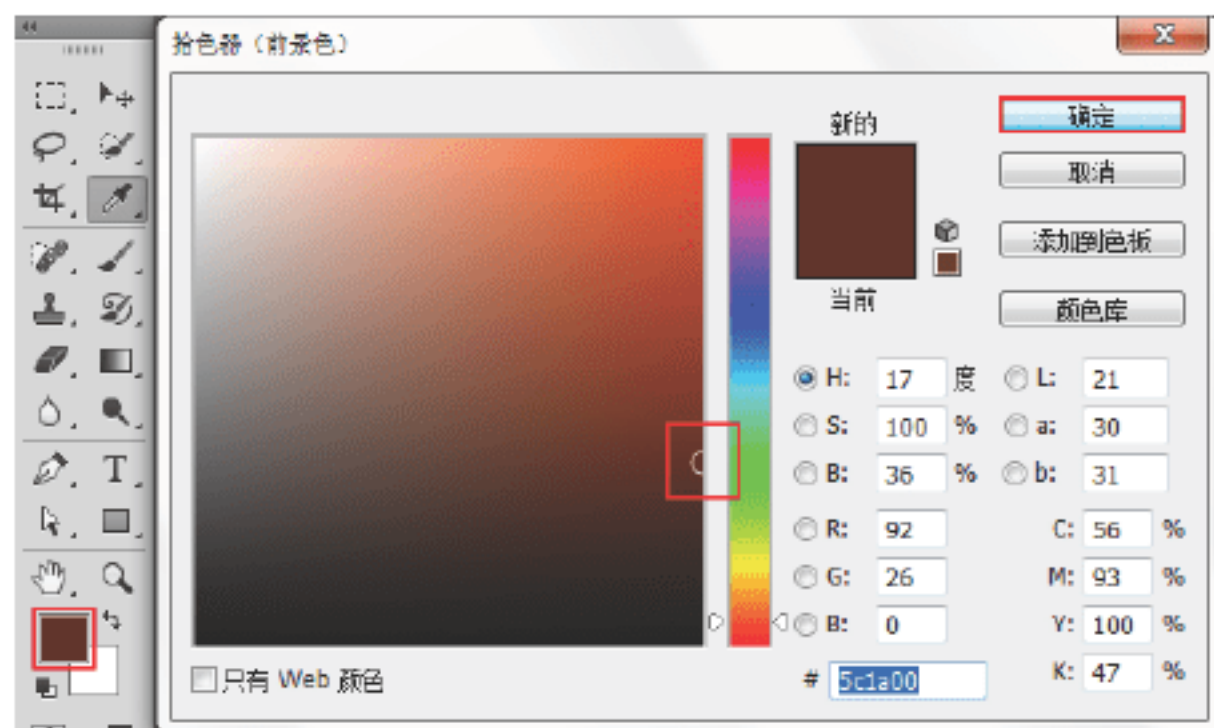 拾色器（前景色）
新的
当前
确定
取消
添加到色板
颜色库
H: 17 度
S: 100 %
B: 36 %
R: 92
G: 26
B: 0
# 5c1a00
L: 21
a: 30
b: 31
C: 56 %
M: 93 %
Y: 100 %
K: 47 %
只有 Web 颜色
T